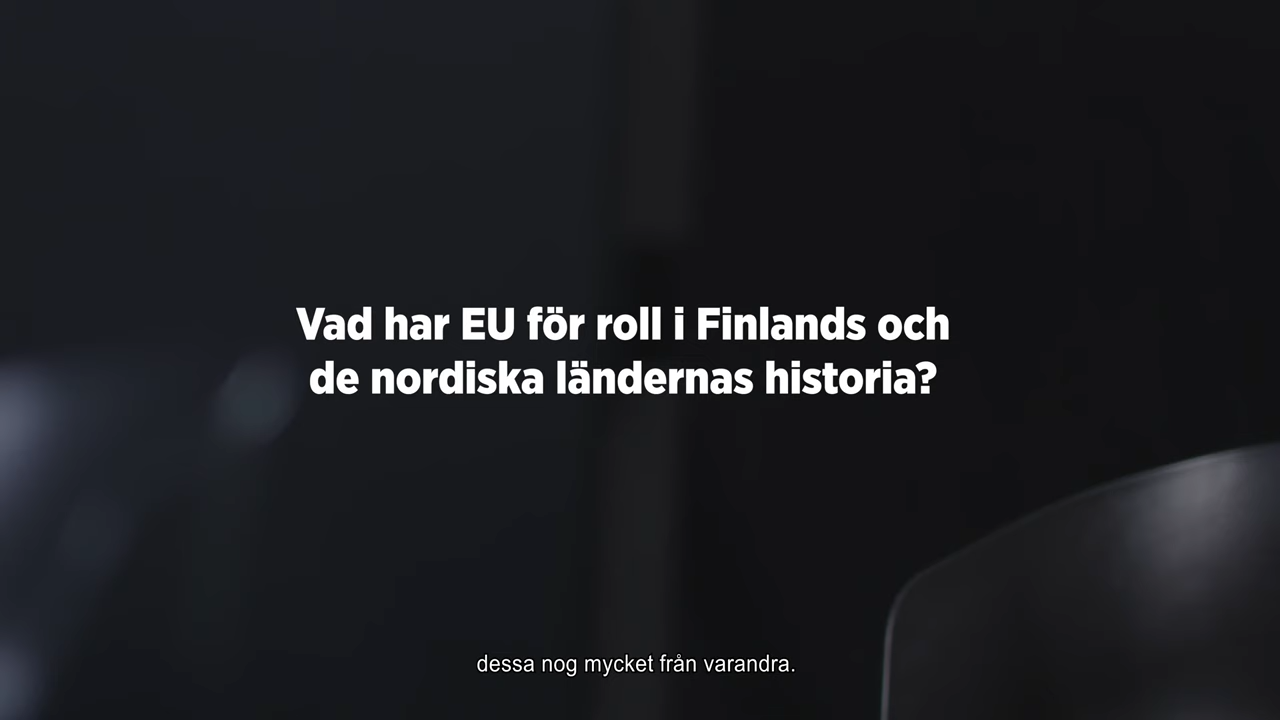 Vad har EU för roll i Finlands och
de nordiska ländernas historia?
dessa nog mycket från varandra.